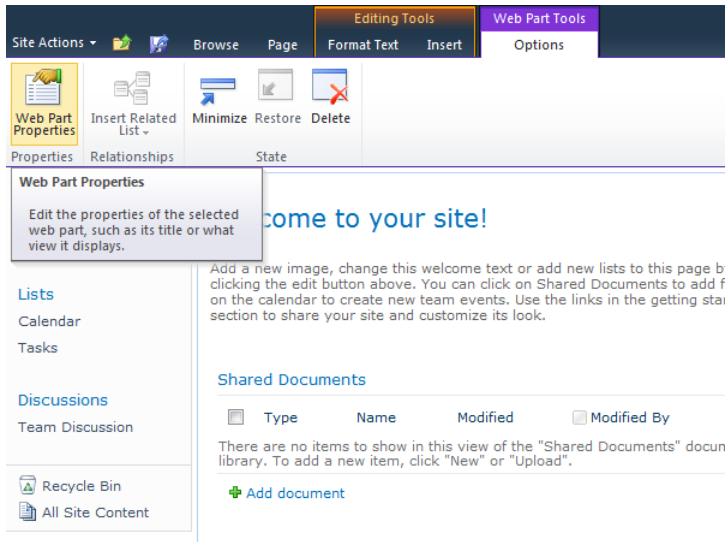 Editing Tools
Web Part Tools
Site Actions
Browse
Page
Format Text
Insert
Options
Web Part
Properties
Insert Related
List
Minimize
Restore
Delete
Properties
Relationships
State
Web Part Properties
Edit the properties of the selected
web part, such as its title or what
view it displays.
come to your site!
Add a new image, change this welcome text or add new lists to this page b
clicking the edit button above. You can click on Shared Documents to add f
on the calendar to create new team events. Use the links in the getting star
section to share your site and customize its look.
Lists
Calendar
Tasks
Discussions
Team Discussion
Recycle Bin
All Site Content
Shared Documents
Type
Name
Modified
Modified By
There are no items to show in this view of the "Shared Documents" docum
library. To add a new item, click "New" or "Upload".
Add document